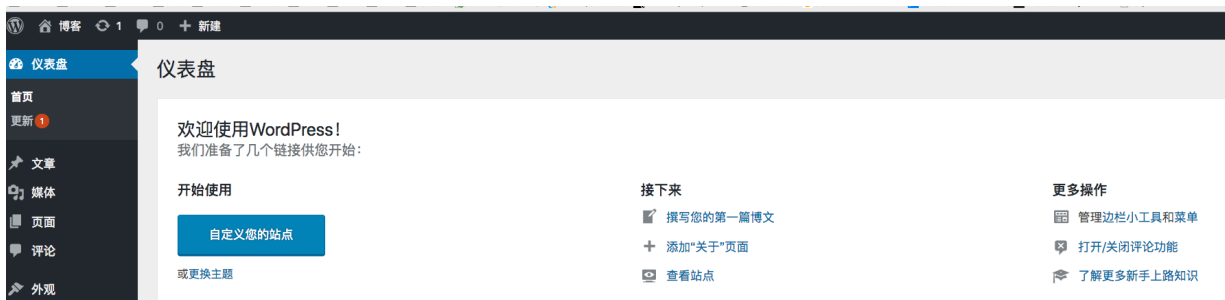 博客 1 0 新建
仪表盘
首页
更新 1
文章
媒体
页面
评论
外观
仪表盘
欢迎使用WordPress!
我们准备了几个链接供您开始:
开始使用
自定义您的站点
或更换主题
接下来
撰写您的第一篇博文
添加“关于”页面
查看站点
更多操作
管理边栏小工具和菜单
打开/关闭评论功能
了解更多新手上路知识